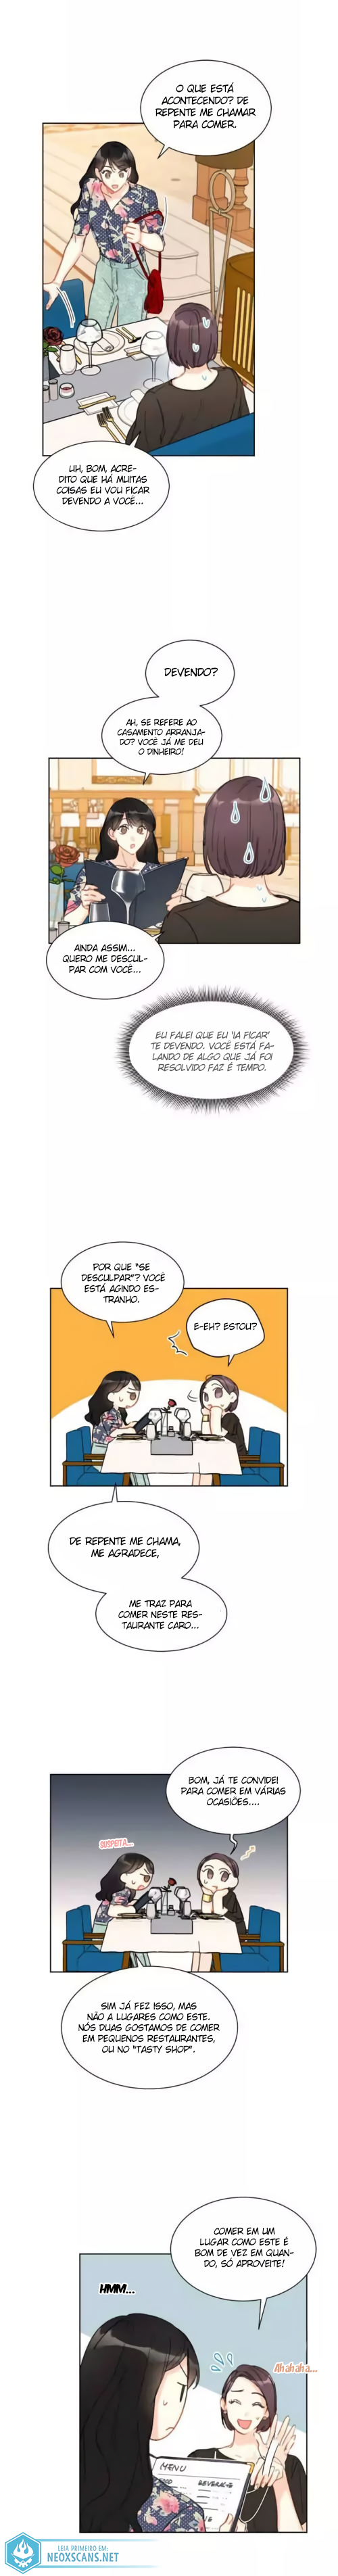 O QUE ESTÁ
ACONTECENDO? DE
REPENTE ME CHAMAR
PARA COMER.
UH, BOM, ACRE-
DITO QUE HÁ MUITAS
COISAS EU VOU FICAR
DEVENDO A VOCÊ...
DEVENDO?
AH, SE REFERE AO
CASAMENTO ARRANJA-
DO? VOCÊ JÁ ME DEU
O DINHEIRO!
AINDA ASSIM...
QUERO ME DESCUL-
PAR COM VOCÊ...
EU FALEI QUE EU 'IA FICAR'
TE DEVENDO. VOCÊ ESTÁ FA-
LANDO DE ALGO QUE JÁ FOI
RESOLVIDO FAZ É TEMPO.
POR QUE "SE
DESCULPAR"? VOCÊ
ESTÁ AGINDO ES-
TRANHO.
E-EH? ESTOU?
DE REPENTE ME CHAMA,
ME AGRADECE,
ME TRAZ PARA
COMER NESTE RES-
TAURANTE CARO...
BOM, JÁ TE CONVIDEI
PARA COMER EM VÁRIAS
OCASIÕES....
SUSPEITA...
SIM JÁ FEZ ISSO, MAS
NÃO A LUGARES COMO ESTE.
NÓS DUAS GOSTAMOS DE COMER
EM PEQUENOS RESTAURANTES,
OU NO "TASTY SHOP".
COMER EM UM
LUGAR COMO ESTE É
BOM DE VEZ EM QUAN-
DO, SÓ APROVEITE!
HMM...
Ahahaha...
MENU
LEIA PRIMEIRO EM:
NEOXSCANS.NET